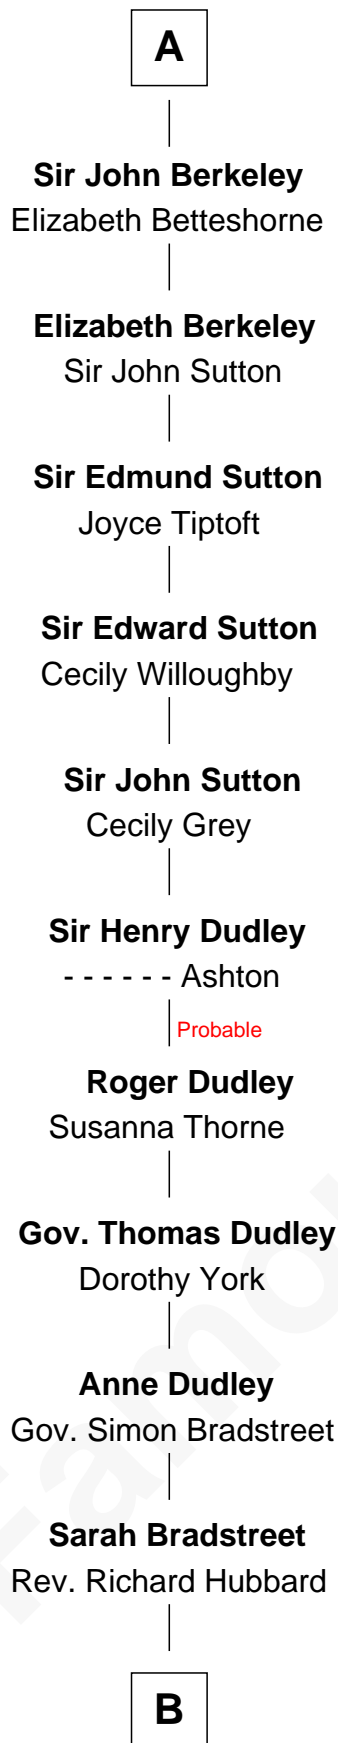 A
Sir John Berkeley
Elizabeth Betteshorne
Elizabeth Berkeley
Sir John Sutton
Sir Edmund Sutton
Joyce Tiptoft
Sir Edward Sutton
Cecily Willoughby
Sir John Sutton
Cecily Grey
Sir Henry Dudley
- - - - - - Ashton
Probable
Roger Dudley
Susanna Thorne
Gov. Thomas Dudley
Dorothy York
Anne Dudley
Gov. Simon Bradstreet
Sarah Bradstreet
Rev. Richard Hubbard
B